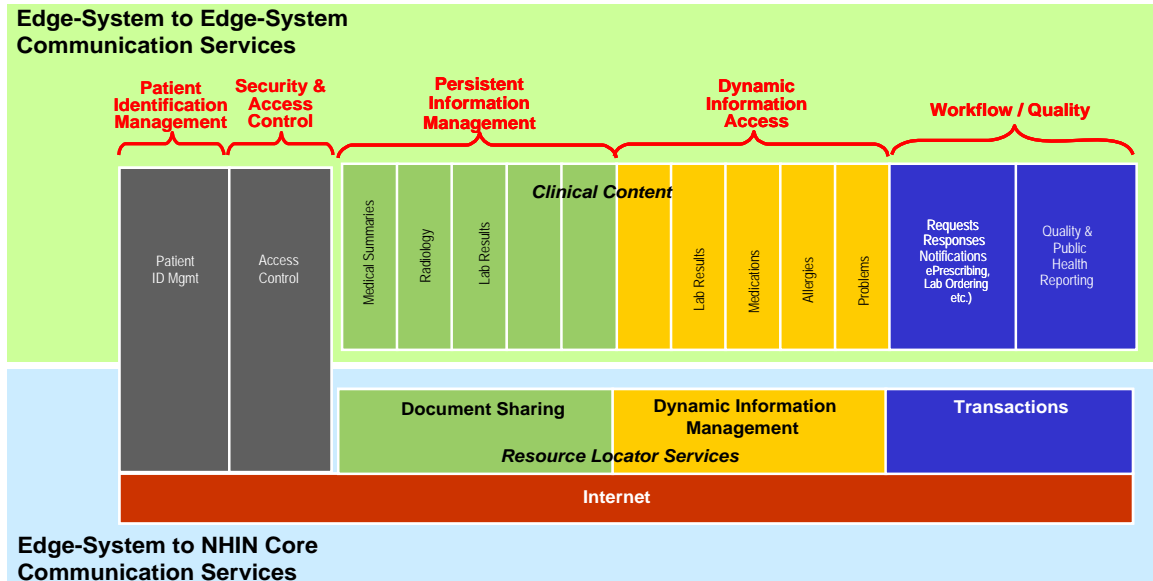 Edge-System to Edge-System
Communication Services
Patient
Identification
Management
Security &
Access
Control
Persistent
Information
Management
Dynamic
Information
Access
Workflow / Quality
Clinical Content
Patient
ID Mgmt
Access
Control
Medical Summaries
Radiology
Lab Results
Lab Results
Medications
Allergies
Problems
Requests
Responses
Notifications
ePrescribing,
Lab Ordering
etc.)
Quality &
Public
Health
Reporting
Document Sharing
Dynamic Information
Management
Transactions
Resource Locator Services
Internet
Edge-System to NHIN Core
Communication Services